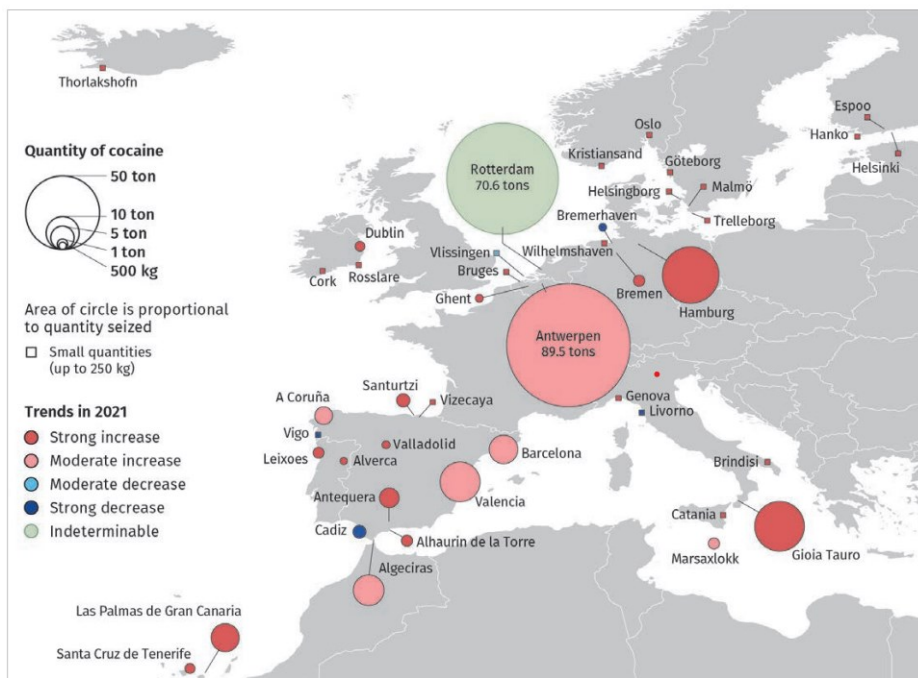 Thorlakshofn
Quantity of cocaine
50 ton
10 ton
5 ton
1 ton
500 kg
Area of circle is proportional
to quantity seized
Small quantities
(up to 250 kg)
Trends in 2021
Strong increase
Moderate increase
Moderate decrease
Strong decrease
Indeterminable
Rotterdam
70.6 tons
Oslo
Kristiansand
Göteborg
Helsingborg
Malmö
Trelleborg
Espoo
Hanko
Helsinki
Bremerhaven
Wilhelmshaven
Bremen
Hamburg
Dublin
Cork
Rosslare
Vlissingen
Bruges
Ghent
Antwerpen
89.5 tons
Santurtzi
Vizecaya
A Coruña
Vigo
Leixoes
Valladolid
Alverca
Barcelona
Valencia
Antequera
Cadiz
Alhaurin de la Torre
Algeciras
Genova
Livorno
Brindisi
Catania
Marsaxlokk
Gioia Tauro
Las Palmas de Gran Canaria
Santa Cruz de Tenerife